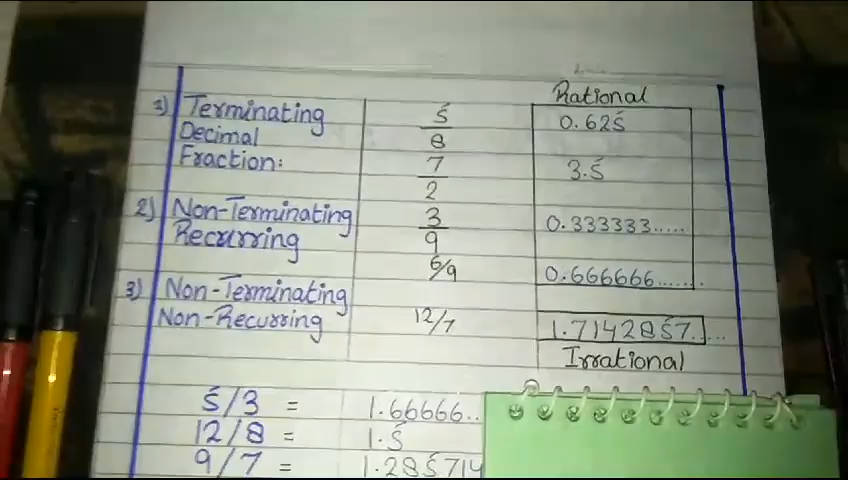 Rational
1) Terminating 5/8 0.625
Decimal
Fraction: 7/2 3.5
2) Non-Terminating 3/9 0.333333.....
Recurring
6/9 0.666666.......
3) Non-Terminating
Non-Recurring 12/7 1.7142857.....
Irrational
5/3 = 1.66666..
12/8 = 1.5
9/7 = 1.285714